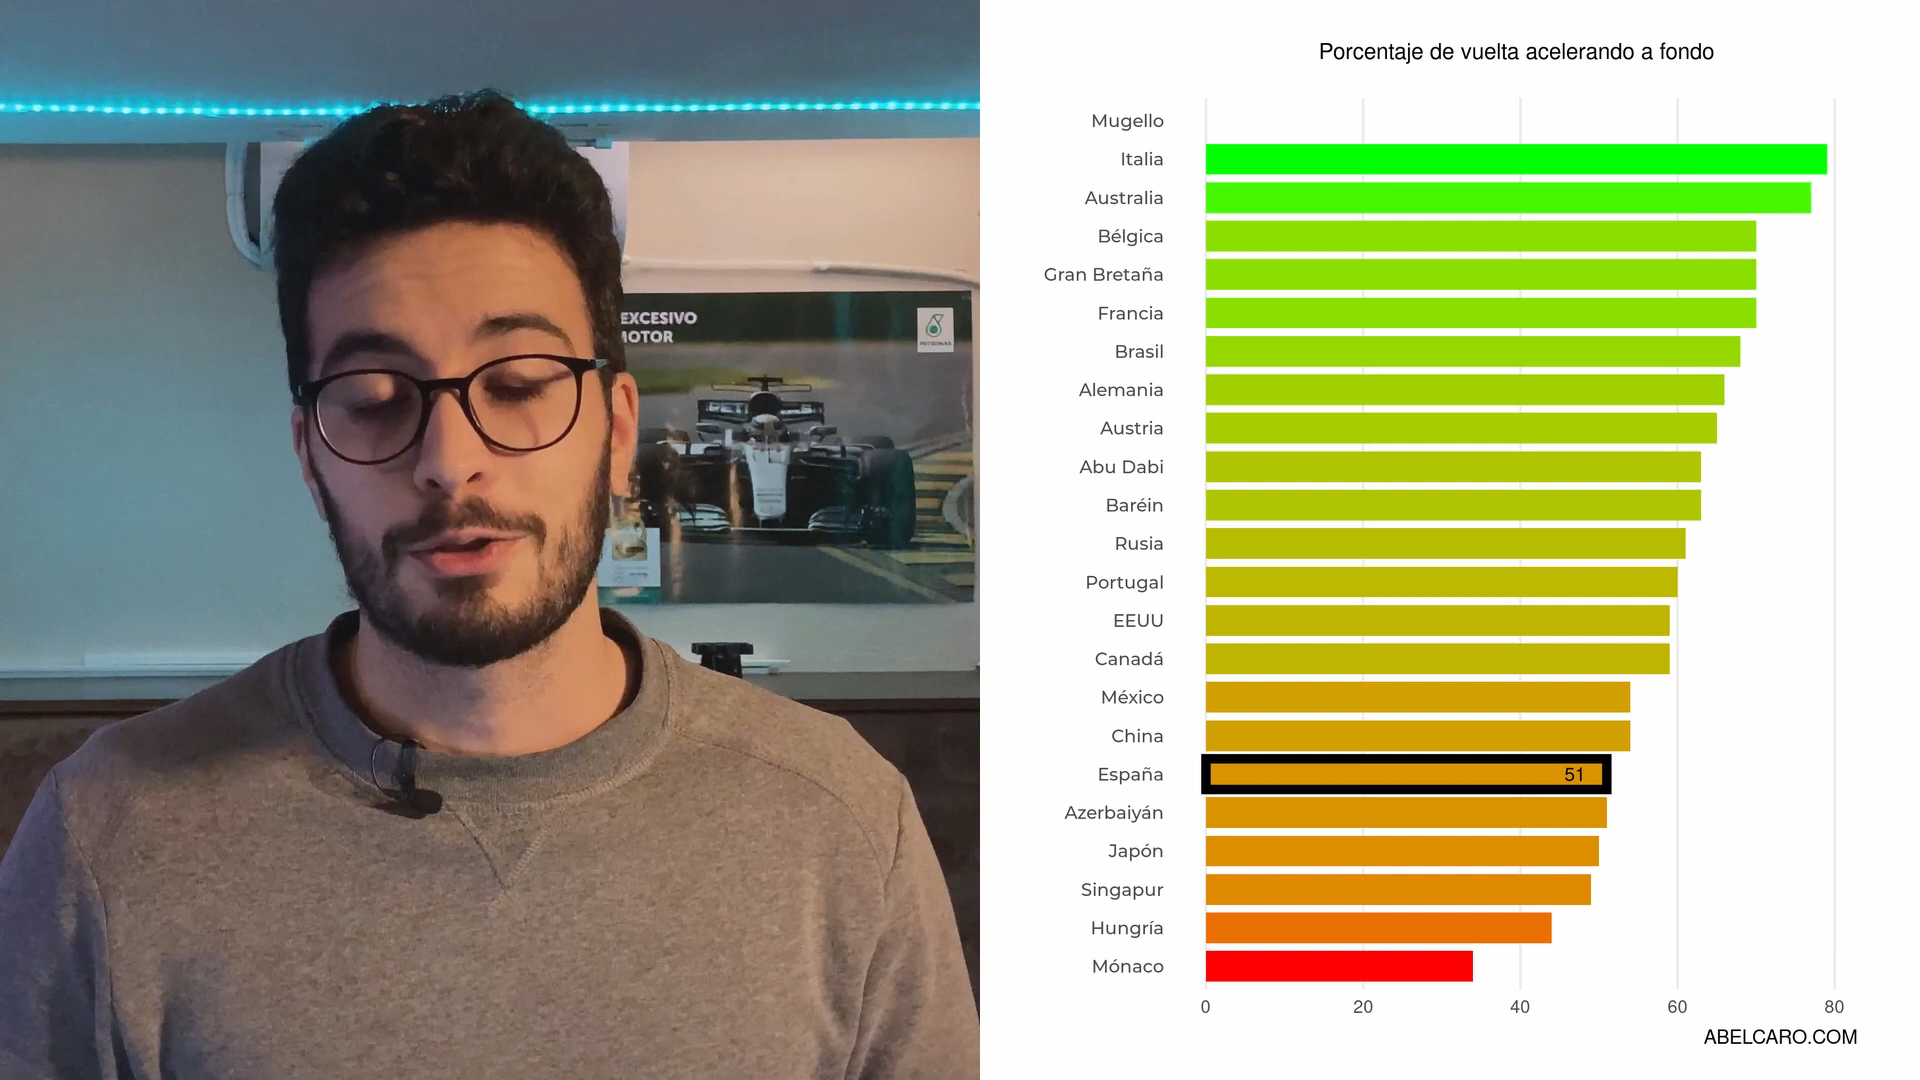 EXCESIVO
MOTOR
PETRONAS
Porcentaje de vuelta acelerando a fondo
Mugello
Italia
Australia
Bélgica
Gran Bretaña
Francia
Brasil
Alemania
Austria
Abu Dabi
Baréin
Rusia
Portugal
EEUU
Canadá
México
China
España 51
Azerbaiyán
Japón
Singapur
Hungría
Mónaco
0 20 40 60 80
ABELCARO.COM